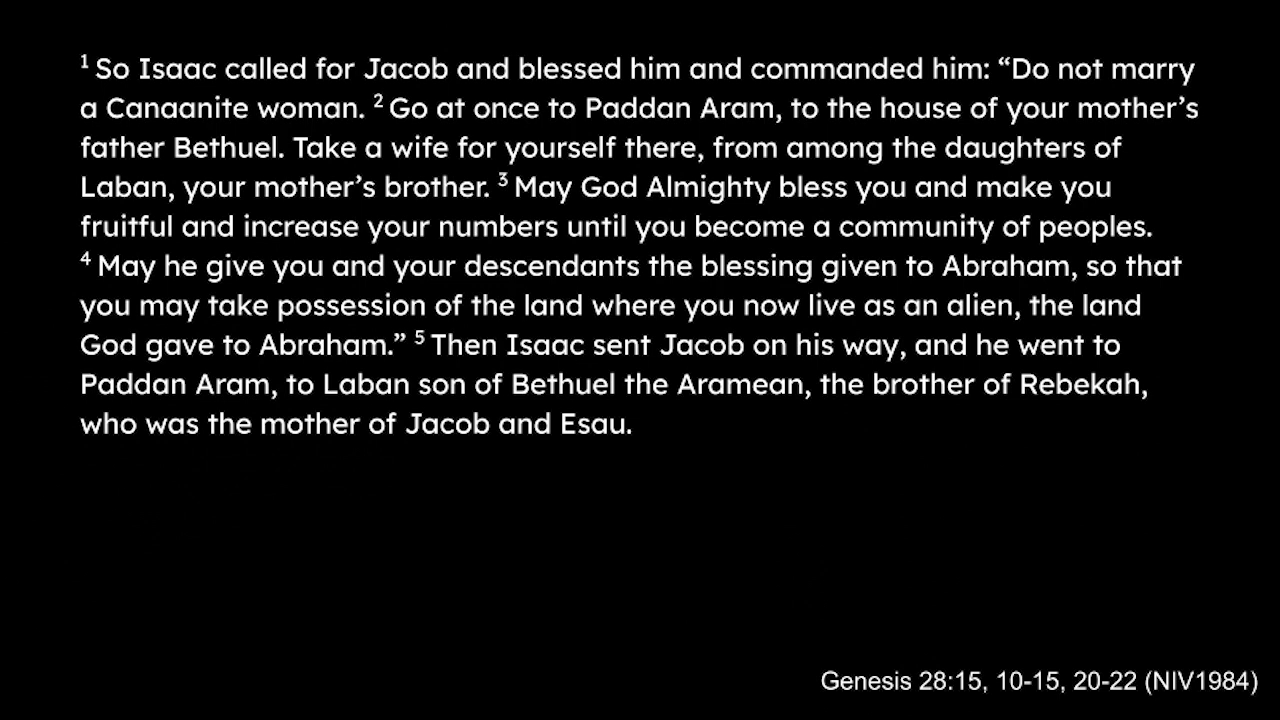 ¹ So Isaac called for Jacob and blessed him and commanded him: “Do not marry
a Canaanite woman. ² Go at once to Paddan Aram, to the house of your mother’s
father Bethuel. Take a wife for yourself there, from among the daughters of
Laban, your mother’s brother. ³ May God Almighty bless you and make you
fruitful and increase your numbers until you become a community of peoples.
⁴ May he give you and your descendants the blessing given to Abraham, so that
you may take possession of the land where you now live as an alien, the land
God gave to Abraham.” ⁵ Then Isaac sent Jacob on his way, and he went to
Paddan Aram, to Laban son of Bethuel the Aramean, the brother of Rebekah,
who was the mother of Jacob and Esau.
Genesis 28:15, 10-15, 20-22 (NIV1984)